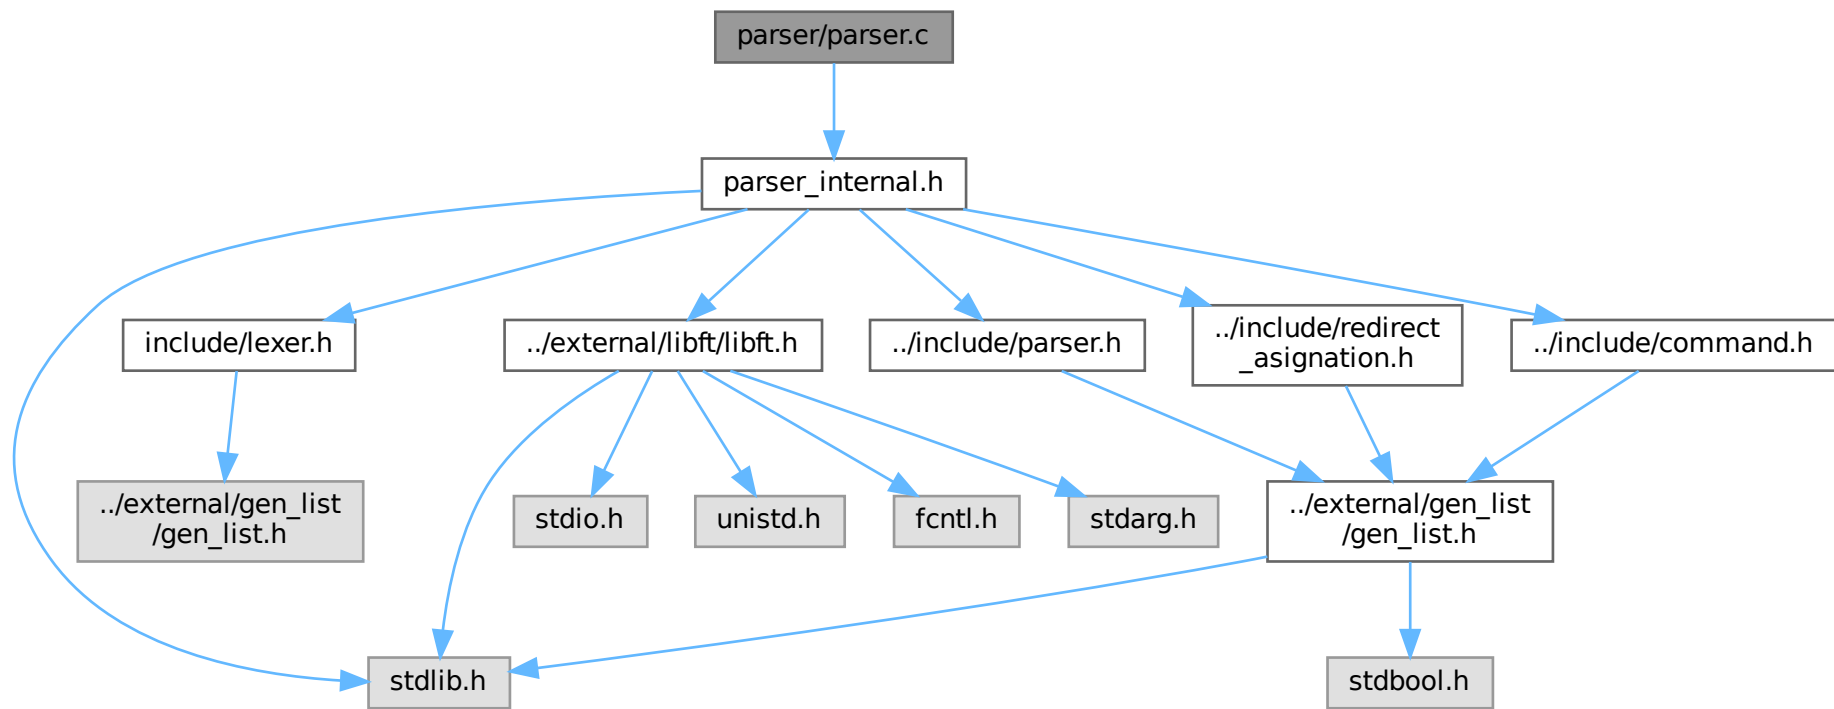 parser/parser.c
parser_internal.h
include/lexer.h
../external/libft/libft.h
../include/parser.h
../include/redirect
_asignation.h
../include/command.h
../external/gen_list
/gen_list.h
stdio.h
unistd.h
fcntl.h
stdarg.h
../external/gen_list
/gen_list.h
stdlib.h
stdbool.h